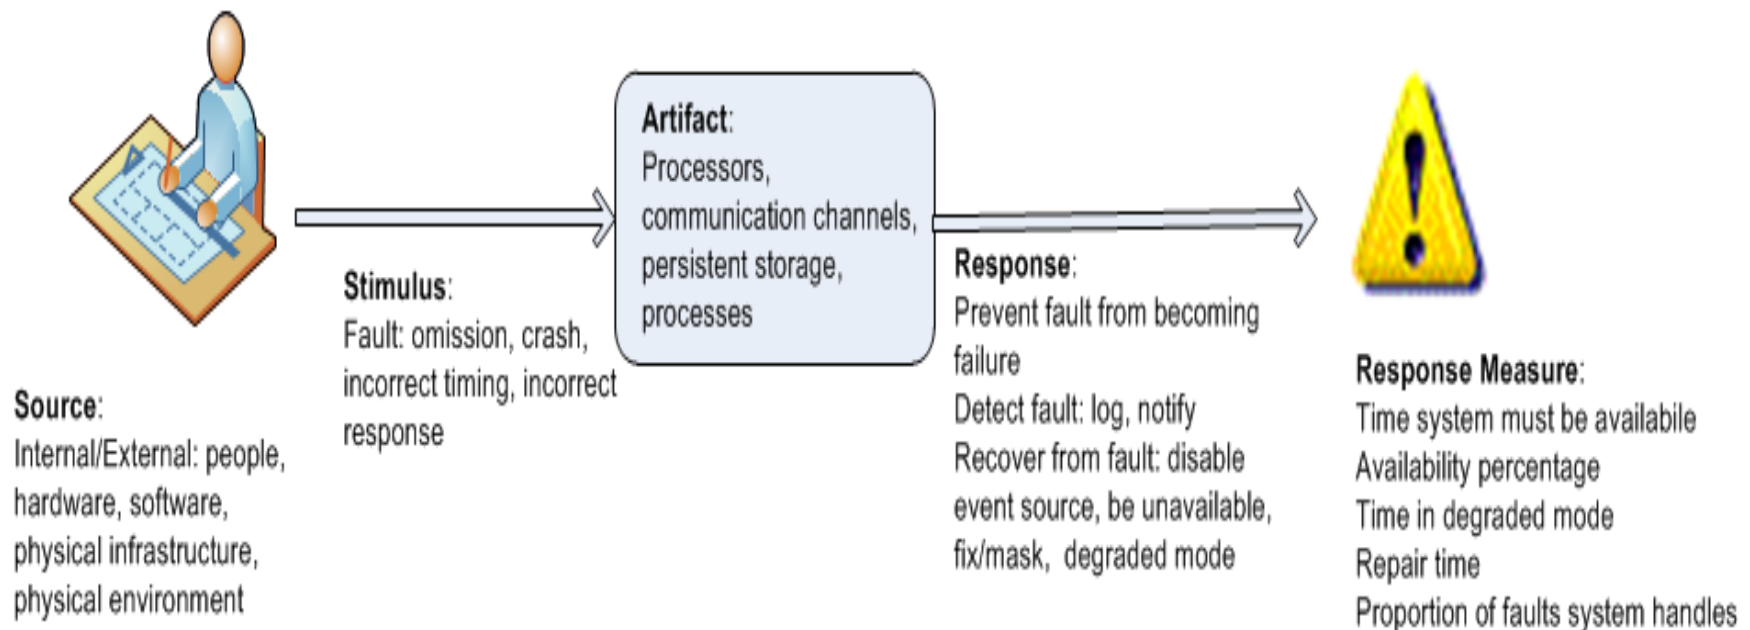 Source:
Internal/External: people,
hardware, software,
physical infrastructure,
physical environment
Stimulus:
Fault: omission, crash,
incorrect timing, incorrect
response
Artifact:
Processors,
communication channels,
persistent storage,
processes
Response:
Prevent fault from becoming
failure
Detect fault: log, notify
Recover from fault: disable
event source, be unavailable,
fix/mask, degraded mode
Response Measure:
Time system must be availabile
Availability percentage
Time in degraded mode
Repair time
Proportion of faults system handles